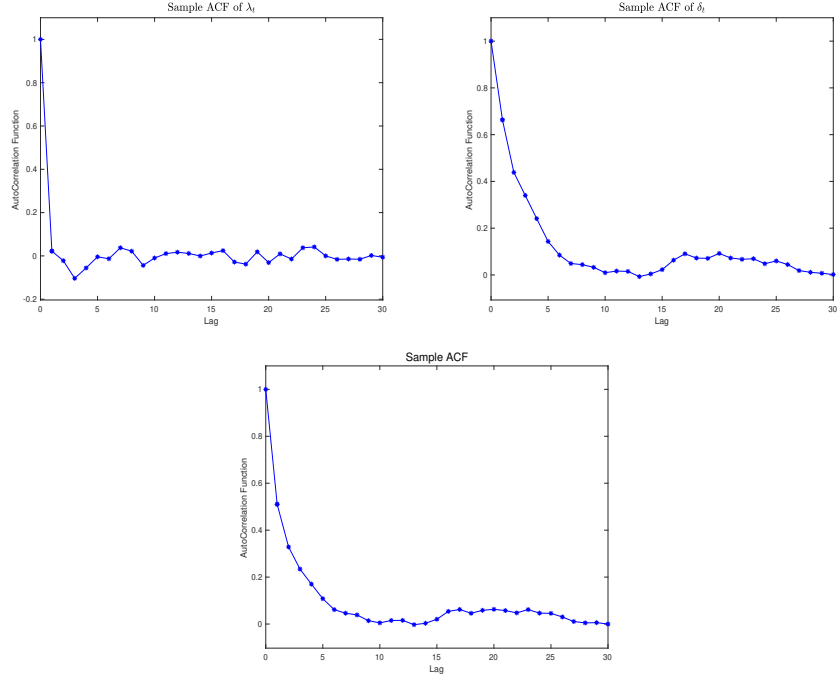 Sample ACF of λt
1
0.8
0.6
0.4
0.2
0
-0.2
0 5 10 15 20 25 30
Lag
AutoCorrelation Function
Sample ACF of δt
1
0.8
0.6
0.4
0.2
0
0 5 10 15 20 25 30
Lag
AutoCorrelation Function
Sample ACF
1
0.8
0.6
0.4
0.2
0
0 5 10 15 20 25 30
Lag
AutoCorrelation Function